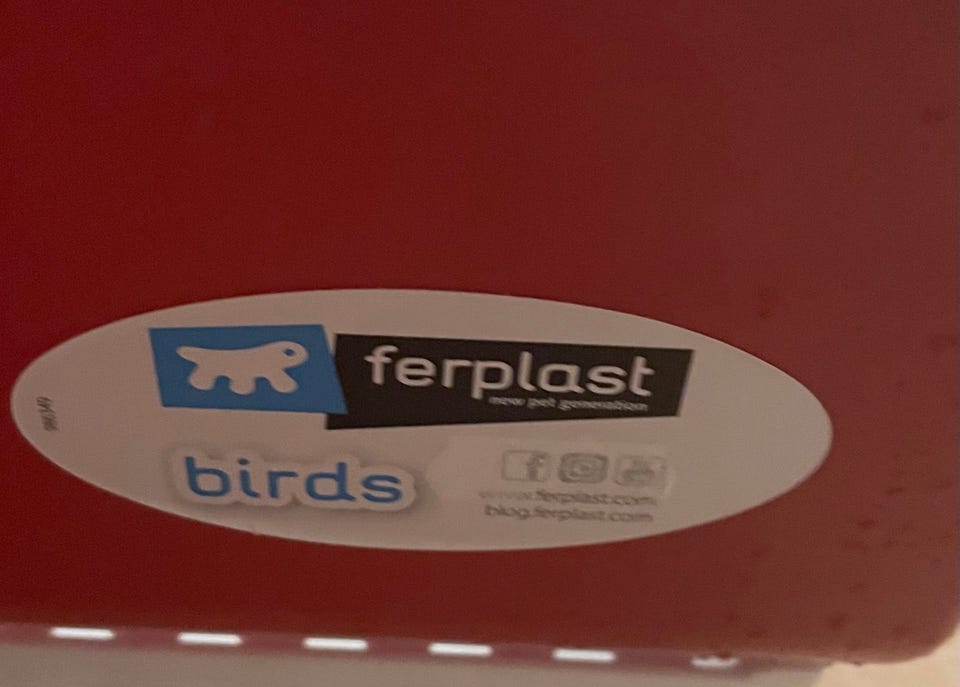 ferplast
new pet generation
birds
www.ferplast.com
blog.ferplast.com